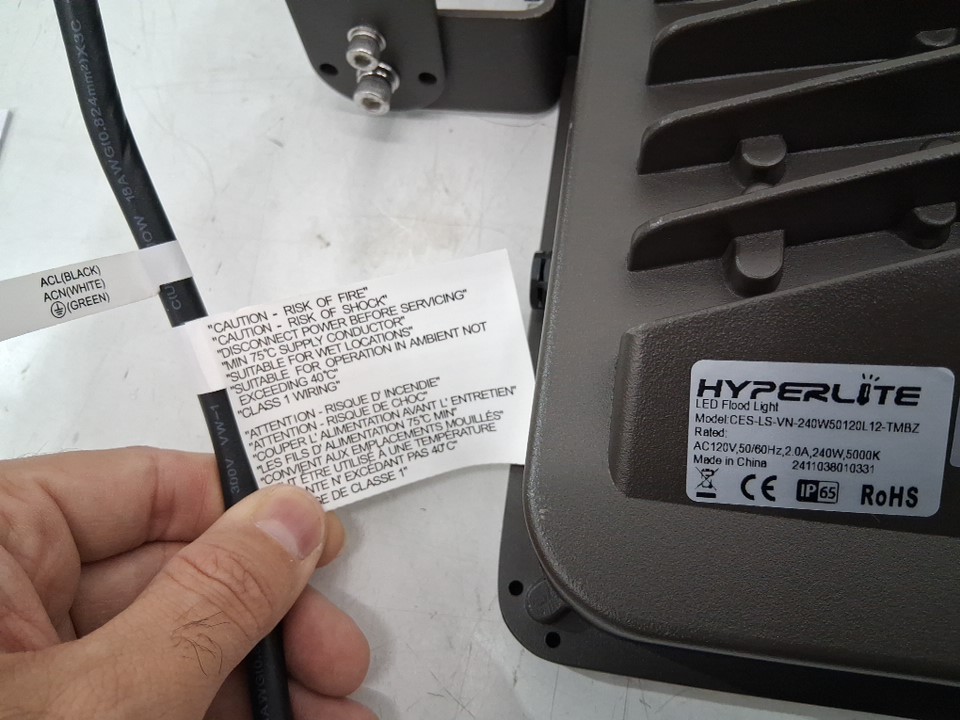 18AWG(0.824mm²)X3C
ACL(BLACK)
ACN(WHITE)
(GREEN)
"CAUTION - RISK OF FIRE"
"CAUTION - RISK OF SHOCK"
"DISCONNECT POWER BEFORE SERVICING"
"MIN 75℃ SUPPLY CONDUCTOR"
"SUITABLE FOR WET LOCATIONS"
"SUITABLE FOR OPERATION IN AMBIENT NOT
EXCEEDING 40℃"
"CLASS 1 WIRING"
"ATTENTION - RISQUE D' INCENDIE"
"ATTENTION - RISQUE DE CHOC"
"COUPER L' ALIMENTATION AVANT L' ENTRETIEN"
"LES FILS D' ALIMENTATION 75℃ MIN"
"CONVIENT AUX EMPLACEMENTS MOUILLÉS"
ÊTRE UTILISÉ À UNE TEMPÉRATURE
N' EXCÉDANT PAS 40℃"
DE CLASSE 1"
300V VW-1
HYPERLITE
LED Flood Light
Model:CES-LS-VN-240W50120L12-TMBZ
Rated:
AC120V,50/60Hz,2.0A,240W,5000K
Made in China 2411038010331
CE IP65 RoHS